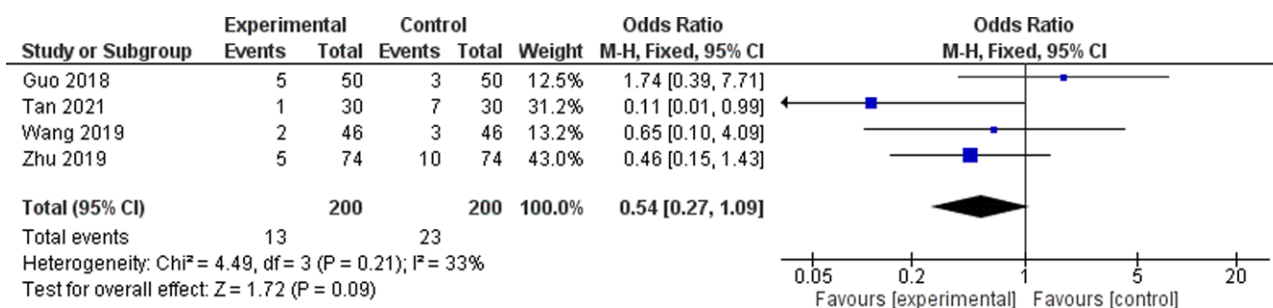 Experimental Control Odds Ratio Odds Ratio
Study or Subgroup Events Total Events Total Weight M-H, Fixed, 95% CI M-H, Fixed, 95% CI
Guo 2018 5 50 3 50 12.5% 1.74 [0.39, 7.71]
Tan 2021 1 30 7 30 31.2% 0.11 [0.01, 0.99]
Wang 2019 2 46 3 46 13.2% 0.65 [0.10, 4.09]
Zhu 2019 5 74 10 74 43.0% 0.46 [0.15, 1.43]
Total (95% CI) 200 200 100.0% 0.54 [0.27, 1.09]
Total events 13 23
Heterogeneity: Chi² = 4.49, df = 3 (P = 0.21); I² = 33%
Test for overall effect: Z = 1.72 (P = 0.09)
0.05 0.2 1 5 20
Favours [experimental] Favours [control]